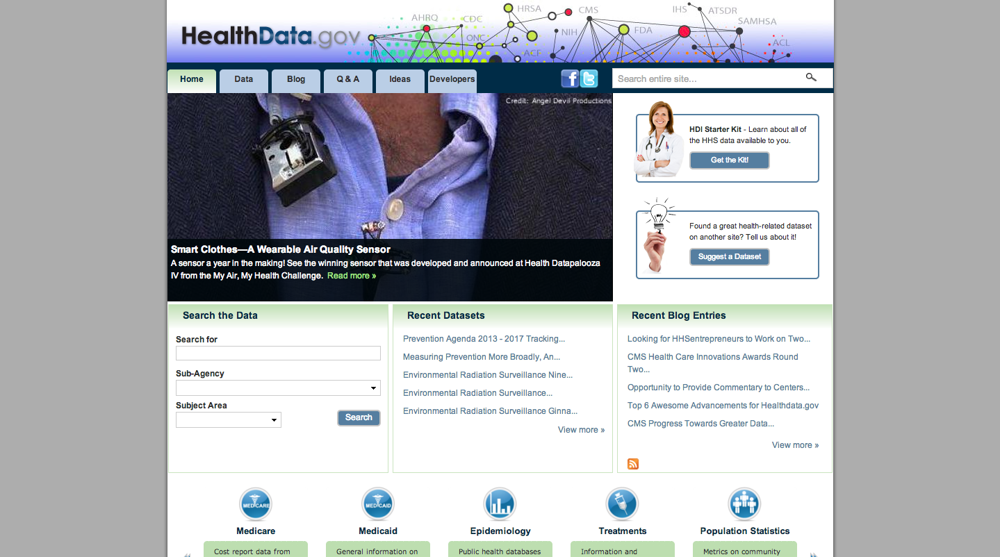 HRSA
CMS
IHS
ATSDR
AHRQ
CDC
SAMHSA
HealthData.gov
ONC
NIH
FDA
ACL
ACF
Home
Data
Blog
Q & A
Ideas
Developers
Search entire site...
Credit: Angel Devil Productions
HDI Starter Kit - Learn about all of
the HHS data available to you.
Get the Kit!
Found a great health-related dataset
on another site? Tell us about it!
Suggest a Dataset
Smart Clothes—A Wearable Air Quality Sensor
A sensor a year in the making! See the winning sensor that was developed and announced at Health Datapalooza
IV from the My Air, My Health Challenge. Read more »
Search the Data
Search for
Sub-Agency
Subject Area
Search
Recent Datasets
Prevention Agenda 2013 - 2017 Tracking...
Measuring Prevention More Broadly, An...
Environmental Radiation Surveillance Nine...
Environmental Radiation Surveillance...
Environmental Radiation Surveillance Ginna...
View more »
Recent Blog Entries
Looking for HHSentrepreneurs to Work on Two...
CMS Health Care Innovations Awards Round
Two...
Opportunity to Provide Commentary to Centers...
Top 6 Awesome Advancements for Healthdata.gov
CMS Progress Towards Greater Data...
View more »
MEDICARE
Medicare
Cost report data from
MEDICAID
Medicaid
General information on
Epidemiology
Public health databases
Treatments
Information and
Population Statistics
Metrics on community